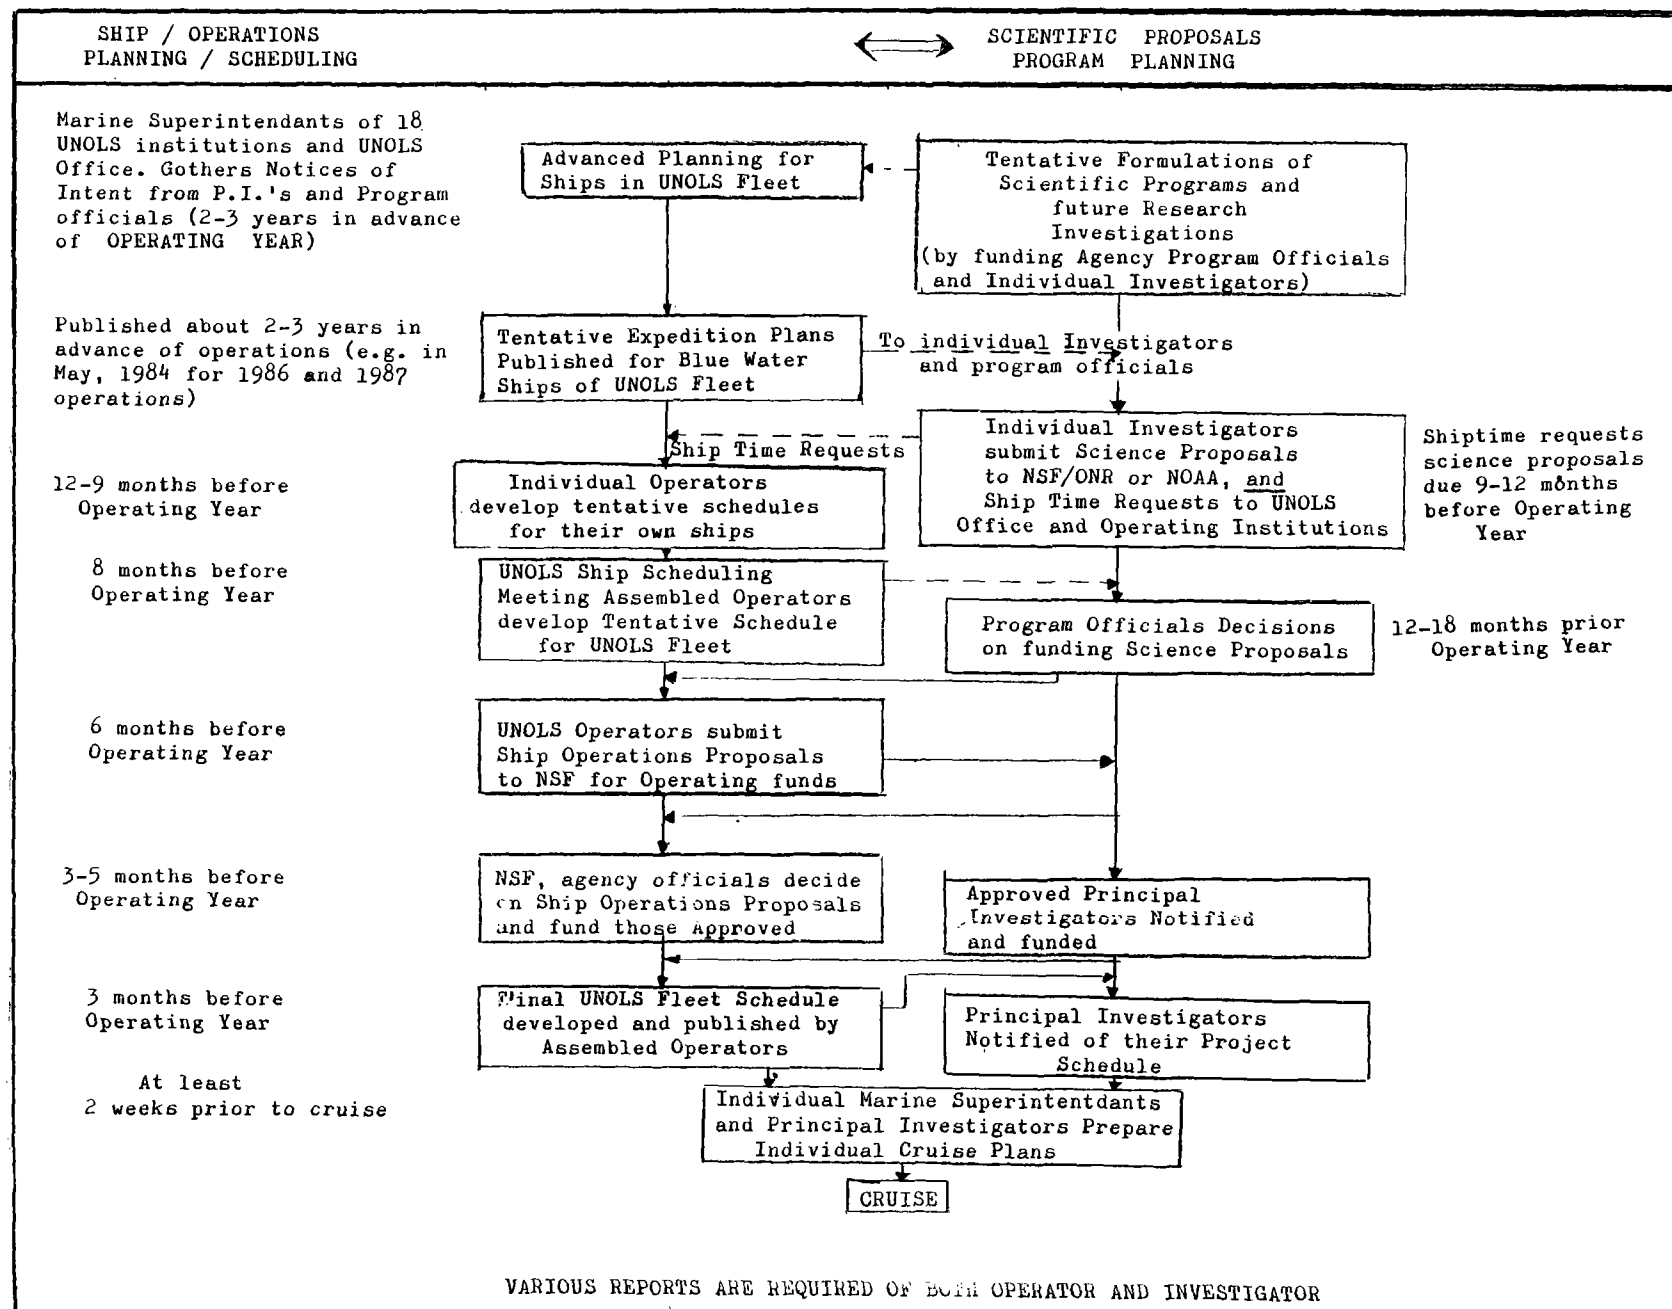 SHIP / OPERATIONS
PLANNING / SCHEDULING
SCIENTIFIC PROPOSALS
PROGRAM PLANNING
Marine Superintendants of 18
UNOLS institutions and UNOLS
Office. Gothers Notices of
Intent from P.I.'s and Program
officials (2-3 years in advance
of OPERATING YEAR)
Advanced Planning for
Ships in UNOLS Fleet
Tentative Formulations of
Scientific Programs and
future Research
Investigations
(by funding Agency Program Officials
and Individual Investigators)
Published about 2-3 years in
advance of operations (e.g. in
May, 1984 for 1986 and 1987
operations)
Tentative Expedition Plans
Published for Blue Water
Ships of UNOLS Fleet
To individual Investigators
and program officials
Ship Time Requests
Individual Investigators
submit Science Proposals
to NSF/ONR or NOAA, and
Ship Time Requests to UNOLS
Office and Operating Institutions
Shiptime requests
science proposals
due 9-12 months
before Operating
Year
12-9 months before
Operating Year
Individual Operators
develop tentative schedules
for their own ships
8 months before
Operating Year
UNOLS Ship Scheduling
Meeting Assembled Operators
develop Tentative Schedule
for UNOLS Fleet
Program Officials Decisions
on funding Science Proposals
12-18 months prior
Operating Year
6 months before
Operating Year
UNOLS Operators submit
Ship Operations Proposals
to NSF for Operating funds
3-5 months before
Operating Year
NSF, agency officials decide
on Ship Operations Proposals
and fund those Approved
Approved Principal
Investigators Notified
and funded
3 months before
Operating Year
Final UNOLS Fleet Schedule
developed and published by
Assembled Operators
Principal Investigators
Notified of their Project
Schedule
At least
2 weeks prior to cruise
Individual Marine Superintentdants
and Principal Investigators Prepare
Individual Cruise Plans
CRUISE
VARIOUS REPORTS ARE REQUIRED OF BOTH OPERATOR AND INVESTIGATOR